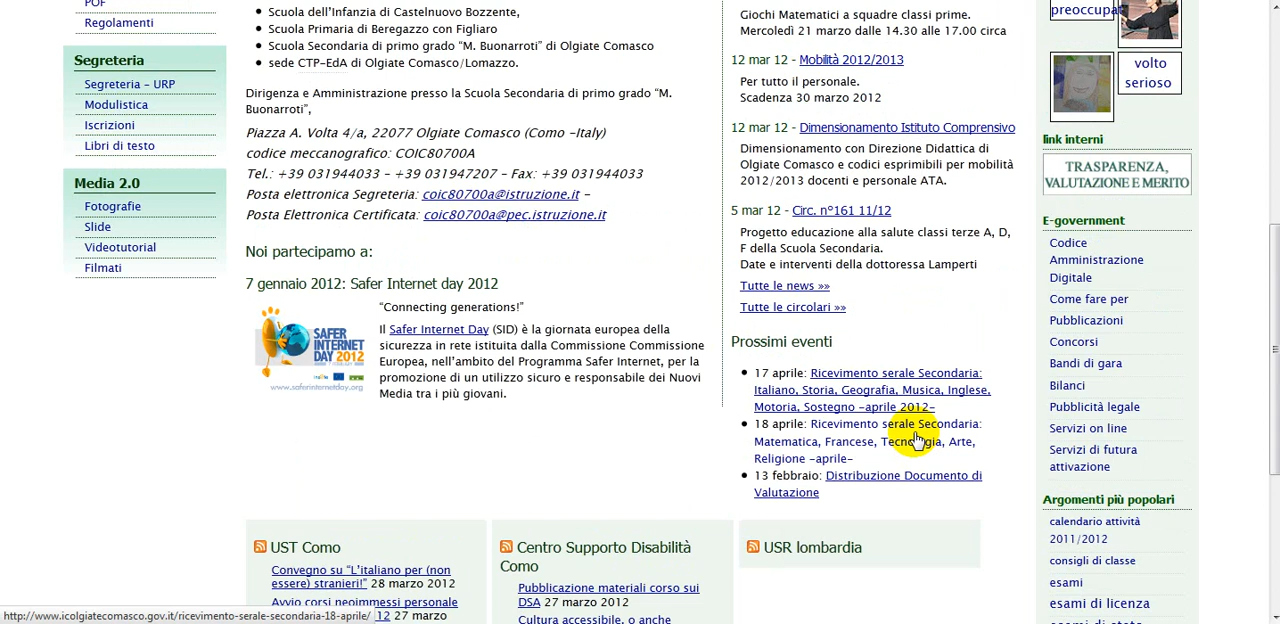 POF
Regolamenti
Segreteria
Segreteria – URP
Modulistica
Iscrizioni
Libri di testo
Media 2.0
Fotografie
Slide
Videotutorial
Filmati
Scuola dell’Infanzia di Castelnuovo Bozzente,
Scuola Primaria di Beregazzo con Figliaro
Scuola Secondaria di primo grado “M. Buonarroti” di Olgiate Comasco
sede CTP-EdA di Olgiate Comasco/Lomazzo.
Dirigenza e Amministrazione presso la Scuola Secondaria di primo grado “M.
Buonarroti”,
Piazza A. Volta 4/a, 22077 Olgiate Comasco (Como –Italy)
codice meccanografico: COIC80700A
Tel.: +39 031944033 – +39 031947207 – Fax: +39 031944033
Posta elettronica Segreteria: coic80700a@istruzione.it –
Posta Elettronica Certificata: coic80700a@pec.istruzione.it
Noi partecipamo a:
7 gennaio 2012: Safer Internet day 2012
SAFER
INTERNET
DAY 2012
www.saferinternetday.org
“Connecting generations!”
Il Safer Internet Day (SID) è la giornata europea della
sicurezza in rete istituita dalla Commissione Commissione
Europea, nell’ambito del Programma Safer Internet, per la
promozione di un utilizzo sicuro e responsabile dei Nuovi
Media tra i più giovani.
Giochi Matematici a squadre classi prime.
Mercoledì 21 marzo dalle 14.30 alle 17.00 circa
12 mar 12 - Mobilità 2012/2013
Per tutto il personale.
Scadenza 30 marzo 2012
12 mar 12 - Dimensionamento Istituto Comprensivo
Dimensionamento con Direzione Didattica di
Olgiate Comasco e codici esprimibili per mobilità
2012/2013 docenti e personale ATA.
5 mar 12 - Circ. n°161 11/12
Progetto educazione alla salute classi terze A, D,
F della Scuola Secondaria.
Date e interventi della dottoressa Lamperti
Tutte le news »»
Tutte le circolari »»
Prossimi eventi
17 aprile: Ricevimento serale Secondaria:
Italiano, Storia, Geografia, Musica, Inglese,
Motoria, Sostegno –aprile 2012–
18 aprile: Ricevimento serale Secondaria:
Matematica, Francese, Tecnologia, Arte,
Religione –aprile–
13 febbraio: Distribuzione Documento di
Valutazione
preoccupat
volto
serioso
link interni
TRASPARENZA,
VALUTAZIONE E MERITO
E-government
Codice
Amministrazione
Digitale
Come fare per
Pubblicazioni
Concorsi
Bandi di gara
Bilanci
Pubblicità legale
Servizi on line
Servizi di futura
attivazione
Argomenti più popolari
calendario attività
2011/2012
consigli di classe
esami
esami di licenza
esami di stato
UST Como
Convegno su “L’italiano per (non
essere) stranieri!” 28 marzo 2012
Avvio corsi neoimmessi personale
12 27 marzo
Centro Supporto Disabilità
Como
Pubblicazione materiali corso sui
DSA 27 marzo 2012
Cultura accessibile, o anche
USR lombardia
http://www.icolgiatecomasco.gov.it/ricevimento-serale-secondaria-18-aprile/